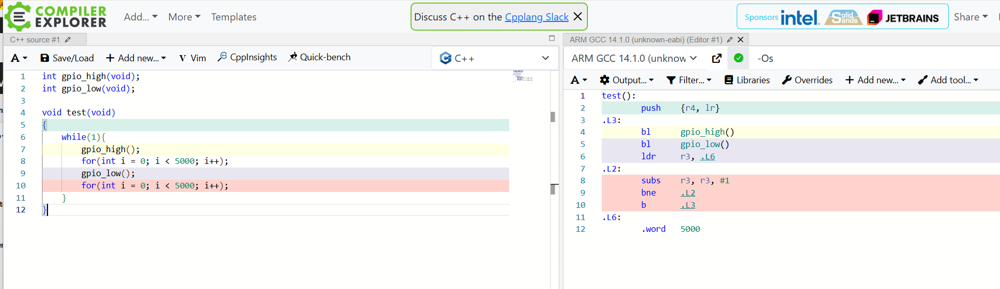 COMPILER
EXPLORER
Add...
More
Templates
Discuss C++ on the Cpplang Slack
Sponsors
intel.
Solid
Sands
JETBRAINS
Share
C++ source #1
A
Save/Load
Add new...
V Vim
CppInsights
Quick-bench
C++
1 int gpio_high(void);
2 int gpio_low(void);
3
4 void test(void)
5 {
6 while(1){
7 gpio_high();
8 for(int i = 0; i < 5000; i++);
9 gpio_low();
10 for(int i = 0; i < 5000; i++);
11 }
12 }
ARM GCC 14.1.0 (unknown-eabi) (Editor #1)
ARM GCC 14.1.0 (unknow
-Os
A
Output...
Filter...
Libraries
Overrides
Add new...
Add tool...
1 test():
2 push {r4, lr}
3 .L3:
4 bl gpio_high()
5 bl gpio_low()
6 ldr r3, .L6
7 .L2:
8 subs r3, r3, #1
9 bne .L2
10 b .L3
11 .L6:
12 .word 5000